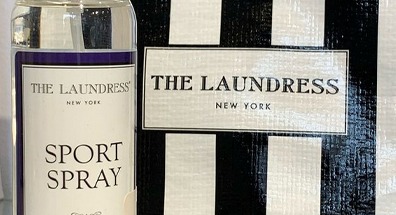 THE LAUNDRESS®
NEW YORK
SPORT
SPRAY
THE LAUNDRESS
NEW YORK